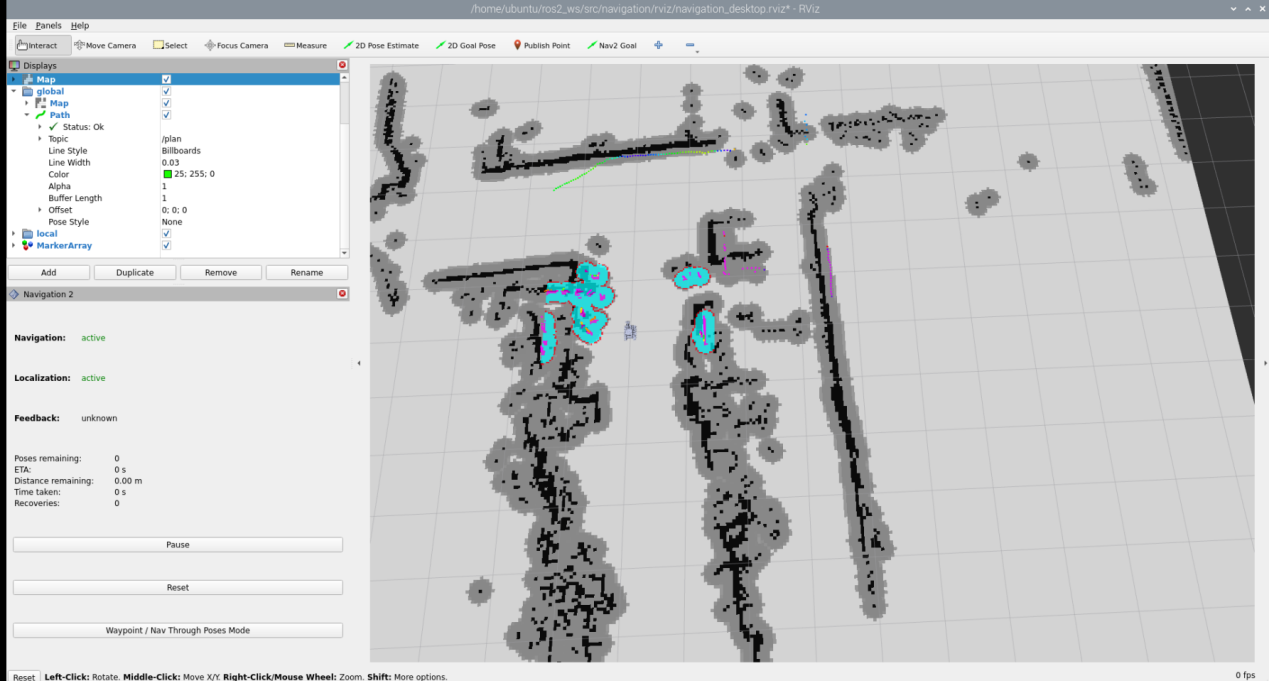 /home/ubuntu/ros2_ws/src/navigation/rviz/navigation_desktop.rviz* - RViz
File Panels Help
Interact Move Camera Select Focus Camera Measure 2D Pose Estimate 2D Goal Pose Publish Point Nav2 Goal
Displays
Map
global
Map
Path
Status: Ok
Topic /plan
Line Style Billboards
Line Width 0.03
Color 25; 255; 0
Alpha 1
Buffer Length 1
Offset 0; 0; 0
Pose Style None
local
MarkerArray
Add Duplicate Remove Rename
Navigation 2
Navigation: active
Localization: active
Feedback: unknown
Poses remaining: 0
ETA: 0 s
Distance remaining: 0.00 m
Time taken: 0 s
Recoveries: 0
Pause
Reset
Waypoint / Nav Through Poses Mode
Reset Left-Click: Rotate. Middle-Click: Move X/Y. Right-Click/Mouse Wheel: Zoom. Shift: More options. 0 fps